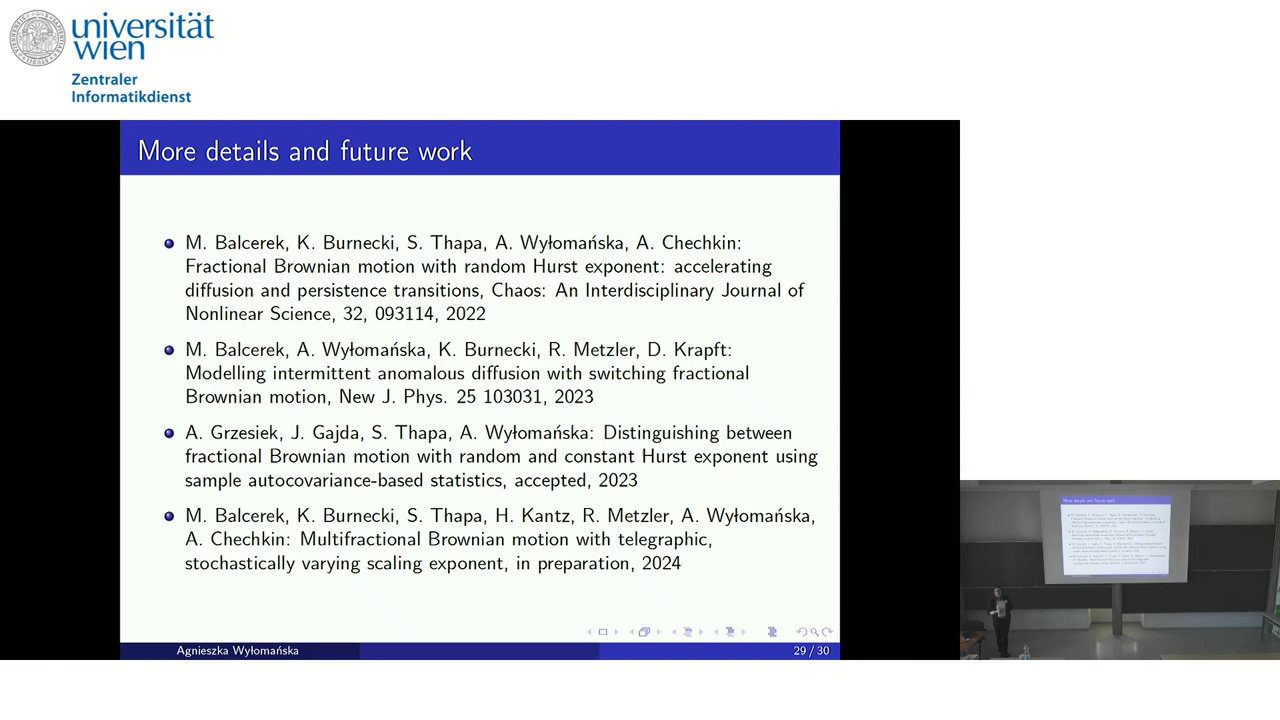 universität
wien
Zentraler
Informatikdienst
More details and future work
M. Balcerek, K. Burnecki, S. Thapa, A. Wyłomańska, A. Chechkin:
Fractional Brownian motion with random Hurst exponent: accelerating
diffusion and persistence transitions, Chaos: An Interdisciplinary Journal of
Nonlinear Science, 32, 093114, 2022
M. Balcerek, A. Wyłomańska, K. Burnecki, R. Metzler, D. Krapft:
Modelling intermittent anomalous diffusion with switching fractional
Brownian motion, New J. Phys. 25 103031, 2023
A. Grzesiek, J. Gajda, S. Thapa, A. Wyłomańska: Distinguishing between
fractional Brownian motion with random and constant Hurst exponent using
sample autocovariance-based statistics, accepted, 2023
M. Balcerek, K. Burnecki, S. Thapa, H. Kantz, R. Metzler, A. Wyłomańska,
A. Chechkin: Multifractional Brownian motion with telegraphic,
stochastically varying scaling exponent, in preparation, 2024
Agnieszka Wyłomańska
29 / 30
More details and future work